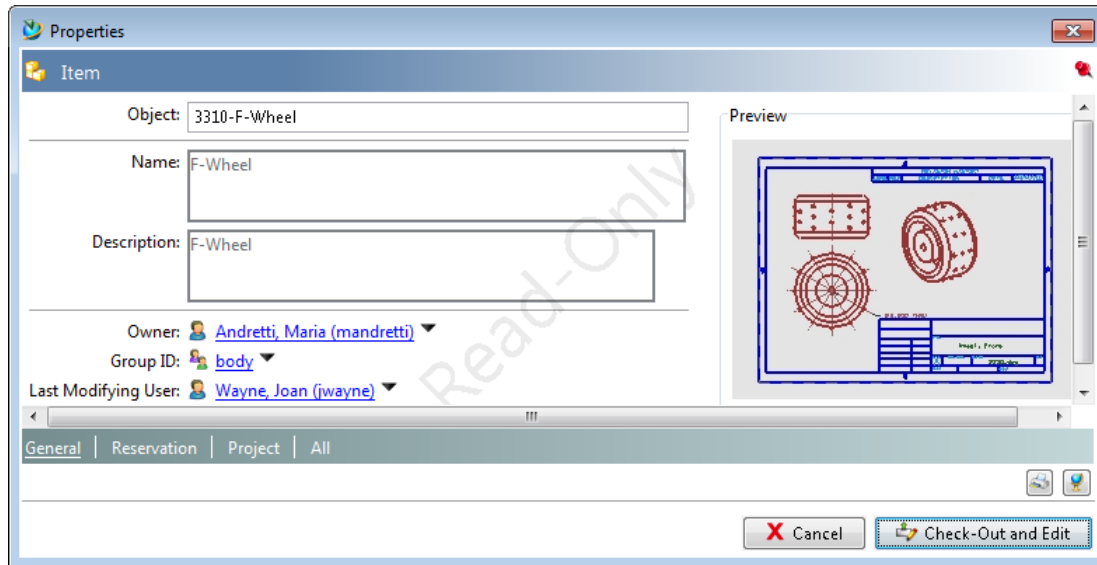 Properties
Item
Object: 3310-F-Wheel
Preview
Name: F-Wheel
Description: F-Wheel
Read-Only
Owner: Andretti, Maria (mandretti)
Group ID: body
Last Modifying User: Wayne, Joan (jwayne)
General | Reservation | Project | All
Cancel
Check-Out and Edit